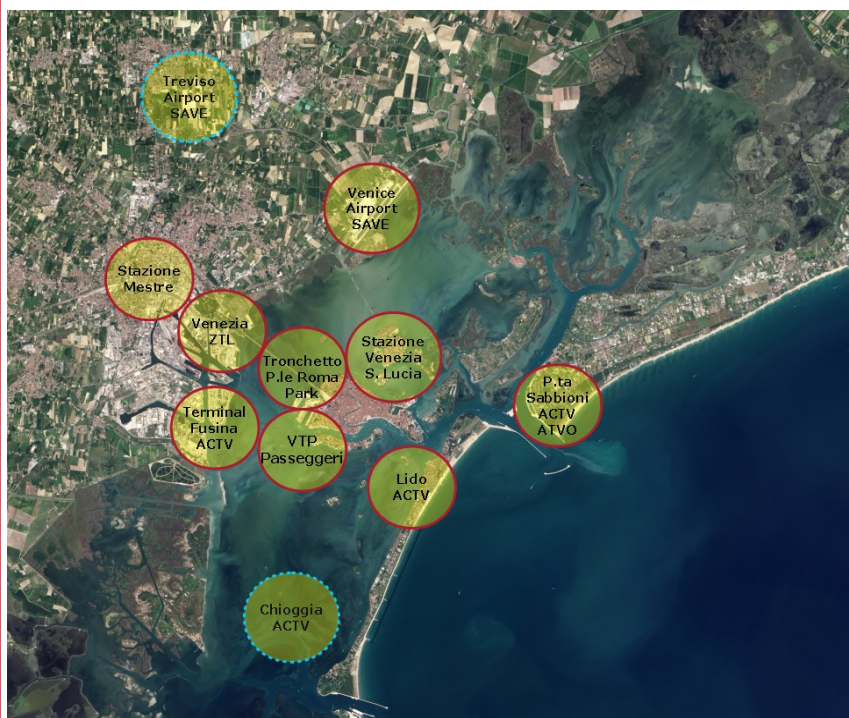 Treviso
Airport
SAVE
Venice
Airport
SAVE
Stazione
Mestre
Venezia
ZTL
Tronchetto
P.le Roma
Park
Stazione
Venezia
S. Lucia
P.ta
Sabbioni
ACTV
ATVO
Terminal
Fusina
ACTV
VTP
Passeggeri
Lido
ACTV
Chioggia
ACTV